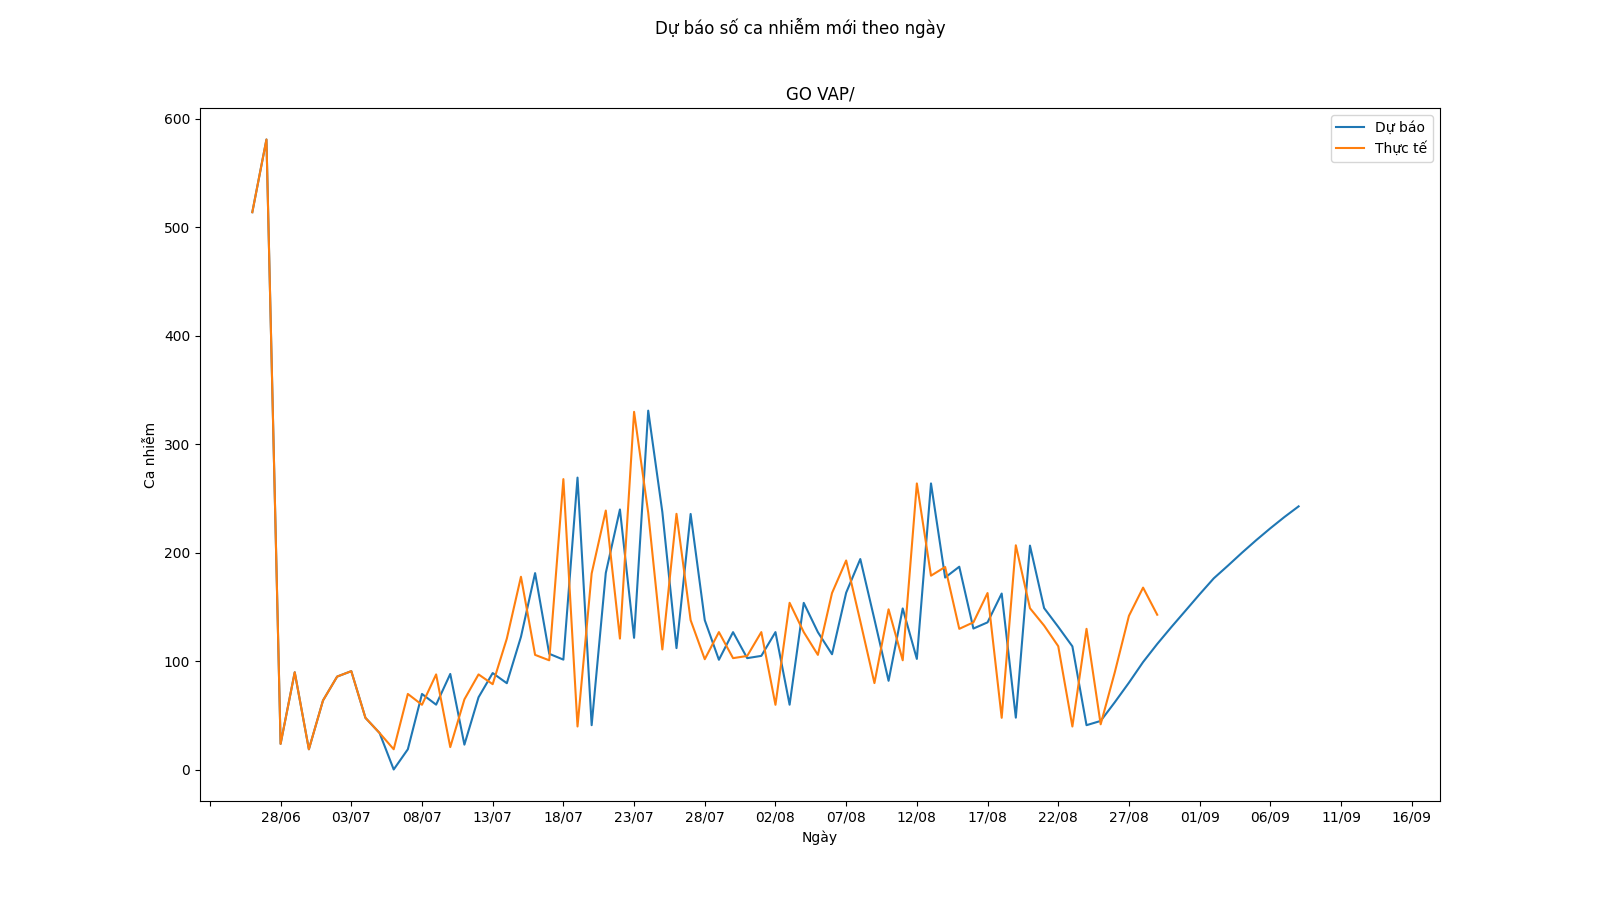 Dự báo số ca nhiễm mới theo ngày
GO VAP/
Dự báo
Thực tế
600
500
400
300
200
100
0
Ca nhiễm
28/06 03/07 08/07 13/07 18/07 23/07 28/07 02/08 07/08 12/08 17/08 22/08 27/08 01/09 06/09 11/09 16/09
Ngày